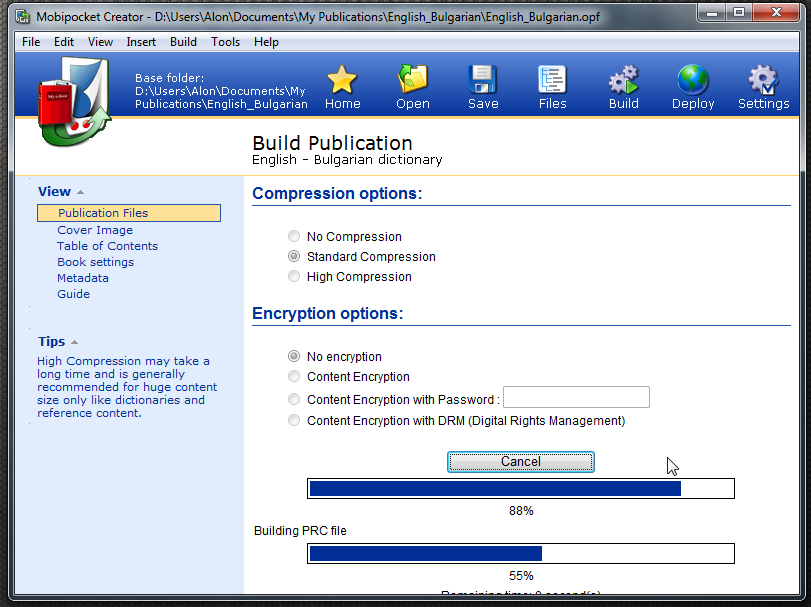 Mobipocket Creator - D:\Users\Alon\Documents\My Publications\English_Bulgarian\English_Bulgarian.opf
File Edit View Insert Build Tools Help
Base folder:
D:\Users\Alon\Documents\My
Publications\English_Bulgarian
Home Open Save Files Build Deploy Settings
Build Publication
English - Bulgarian dictionary
View
Publication Files
Cover Image
Table of Contents
Book settings
Metadata
Guide
Tips
High Compression may take a
long time and is generally
recommended for huge content
size only like dictionaries and
reference content.
Compression options:
No Compression
Standard Compression
High Compression
Encryption options:
No encryption
Content Encryption
Content Encryption with Password :
Content Encryption with DRM (Digital Rights Management)
Cancel
88%
Building PRC file
55%
Remaining time: 0 second(s)